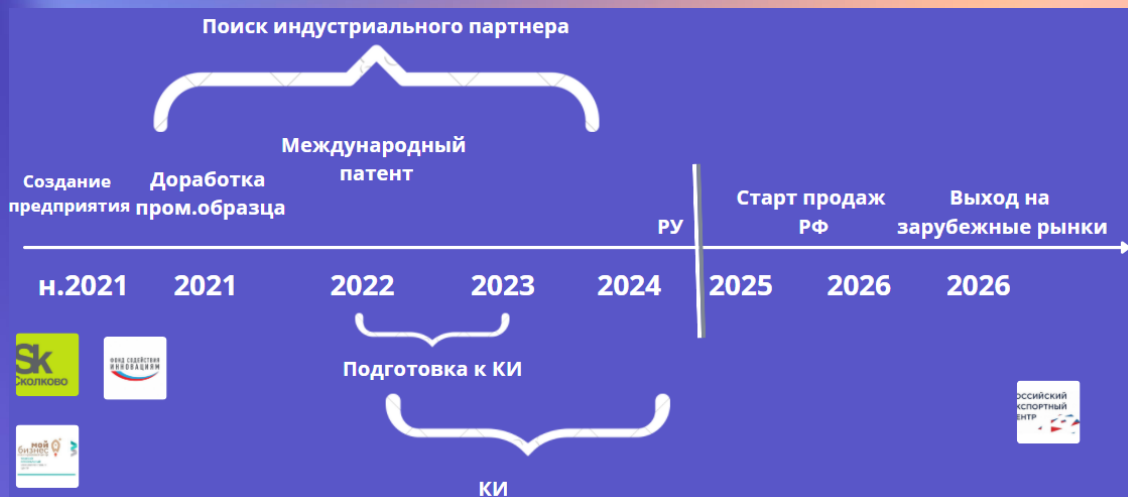 Поиск индустриального партнера
Международный
патент
Создание
предприятия
Доработка
пром.образца
РУ
Старт продаж
РФ
Выход на
зарубежные рынки
н.2021 2021 2022 2023 2024 2025 2026 2026
Sk
Сколково
ФОНД СОДЕЙСТВИЯ
ИННОВАЦИЯМ
Подготовка к КИ
ОССИЙСКИЙ
КСПОРТНЫЙ
ЕНТР
мой
бизнес
КИ